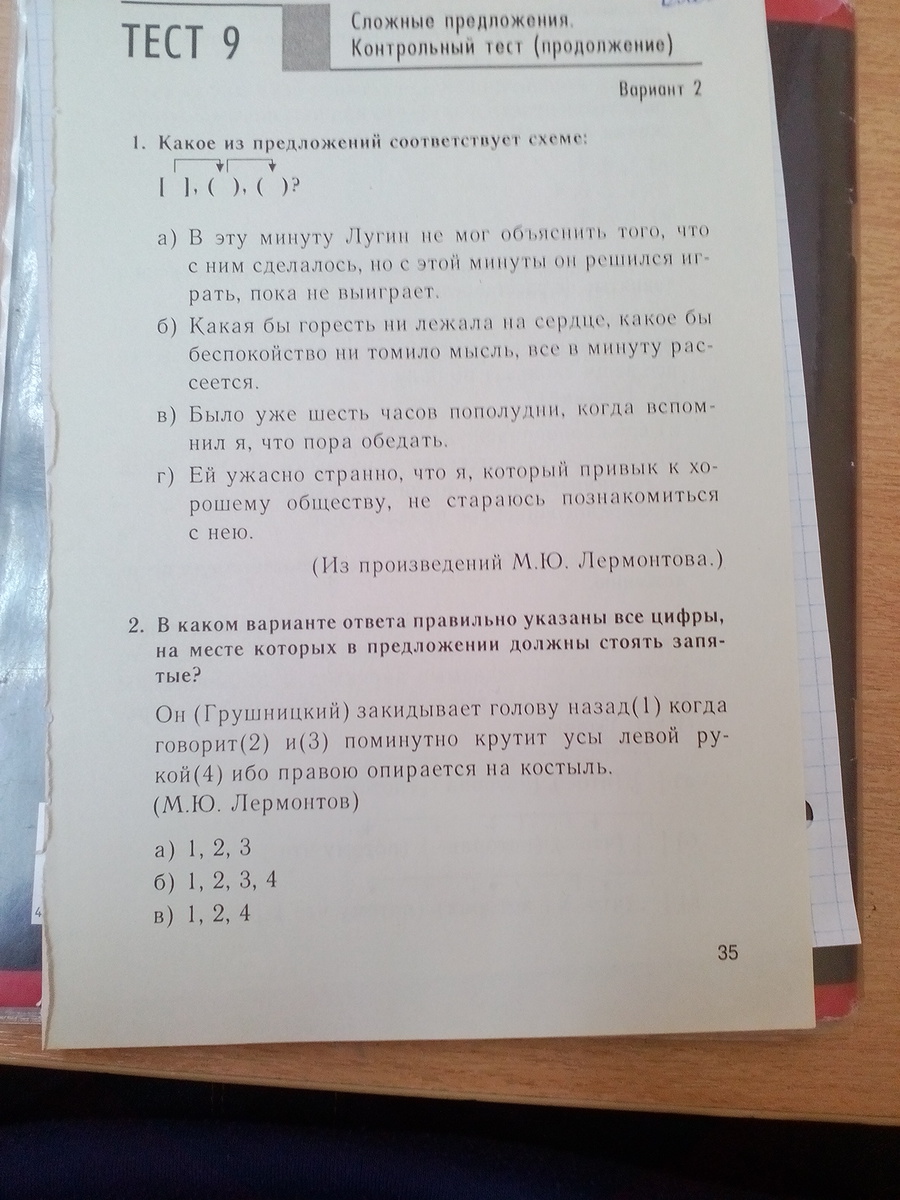 ТЕСТ 9
Сложные предложения.
Контрольный тест (продолжение)
Вариант 2
1. Какое из предложений соответствует схеме:
[ ], ( ), ( )?
а) В эту минуту Лугин не мог объяснить того, что
с ним сделалось, но с этой минуты он решился иг-
рать, пока не выиграет.
б) Какая бы горесть ни лежала на сердце, какое бы
беспокойство ни томило мысль, все в минуту рас-
сеется.
в) Было уже шесть часов пополудни, когда вспом-
нил я, что пора обедать.
г) Ей ужасно странно, что я, который привык к хо-
рошему обществу, не стараюсь познакомиться
с нею.
(Из произведений М.Ю. Лермонтова.)
2. В каком варианте ответа правильно указаны все цифры,
на месте которых в предложении должны стоять запя-
тые?
Он (Грушницкий) закидывает голову назад(1) когда
говорит(2) и(3) поминутно крутит усы левой ру-
кой(4) ибо правою опирается на костыль.
(М.Ю. Лермонтов)
а) 1, 2, 3
б) 1, 2, 3, 4
в) 1, 2, 4
4
35